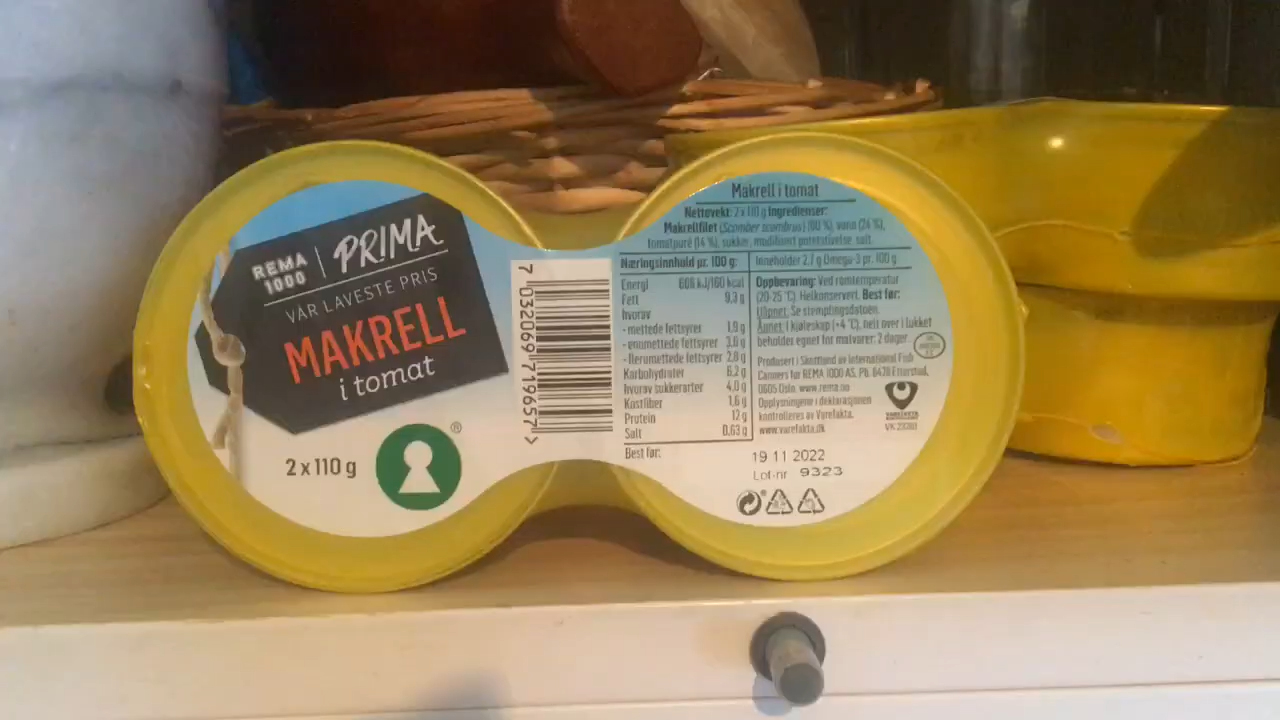 REMA 1000 | PR!MA
VÅR LAVESTE PRIS
MAKRELL
i tomat
2 x 110 g
®
7 032069 719657 >
Makrell i tomat
Nettovekt: 2 x 110 g Ingredienser:
Makrellfilet (Scomber scombrus) (60 %), vann (24 %),
tomatpuré (14 %), sukker, modifisert potetstivelse, salt.
Næringsinnhold pr. 100 g:
Energi 668 kJ/160 kcal
Fett 9,3 g
hvorav
- mettede fettsyrer 1,9 g
- enumettede fettsyrer 3,6 g
- flerumettede fettsyrer 2,8 g
Karbohydrater 6,2 g
hvorav sukkerarter 4,0 g
Kostfiber 1,6 g
Protein 12 g
Salt 0,63 g
Inneholder 2,7 g Omega-3 pr. 100 g
Oppbevaring: Ved romtemperatur
(20-25 °C). Helkonservert. Best før:
Uåpnet: Se stemplingsdatoen.
Åpnet: I kjøleskap (+4 °C), helt over i lukket
beholder egnet for matvarer: 2 dager.
Produsert i Skottland av International Fish
Canners for REMA 1000 AS, Pb. 6428 Etterstad,
0605 Oslo. www.rema.no
Opplysningene i deklarasjonen
kontrolleres av Varefakta.
www.varefakta.dk
VAREFAKTA
Best før:
19 11 2022
Lot-nr 9323